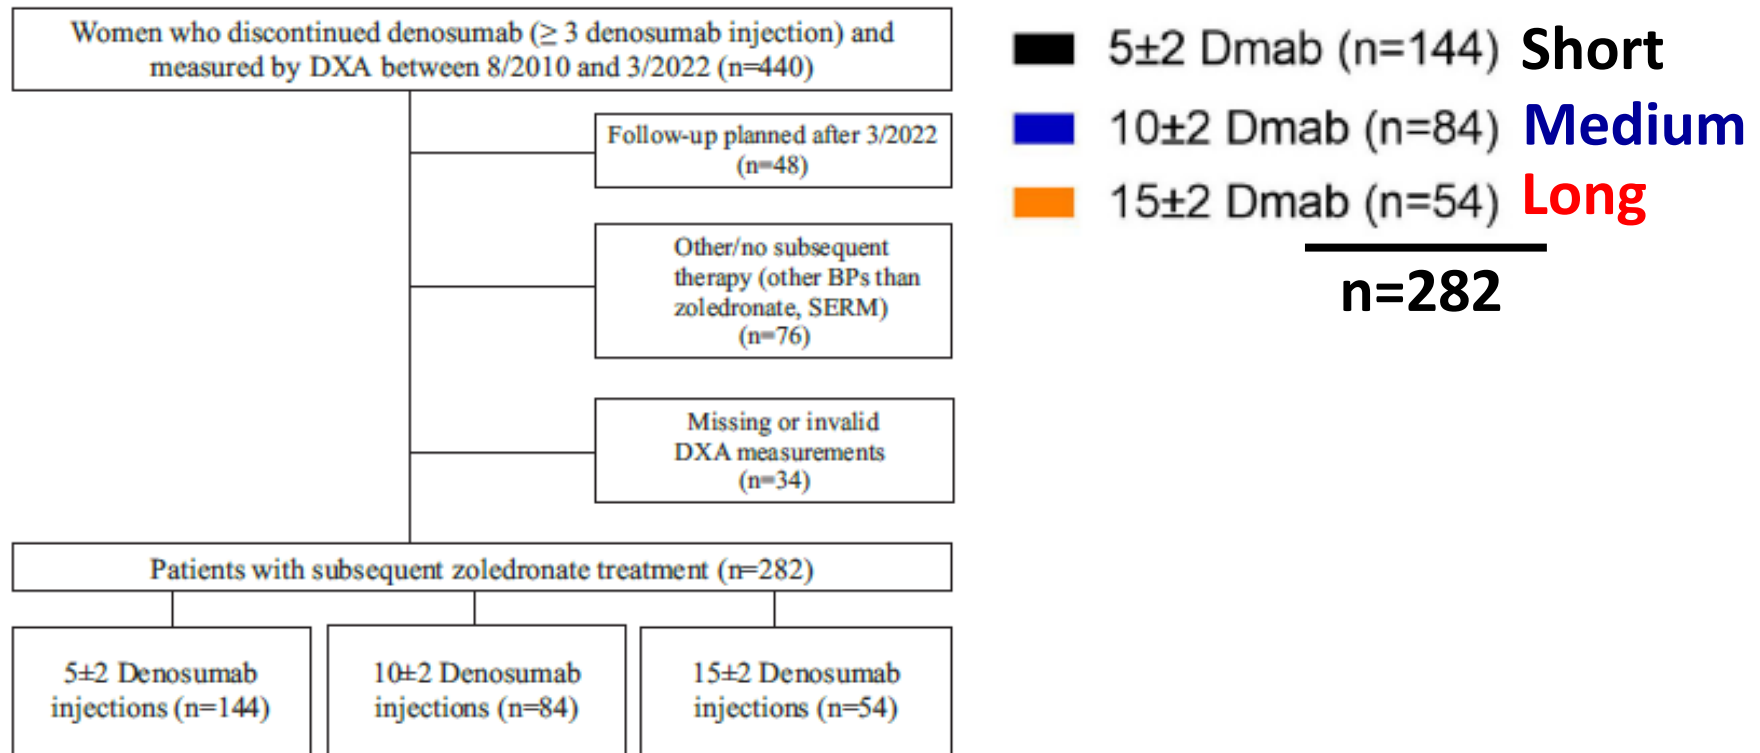 Women who discontinued denosumab (≥ 3 denosumab injection) and
measured by DXA between 8/2010 and 3/2022 (n=440)
Follow-up planned after 3/2022
(n=48)
Other/no subsequent
therapy (other BPs than
zoledronate, SERM)
(n=76)
Missing or invalid
DXA measurements
(n=34)
Patients with subsequent zoledronate treatment (n=282)
5±2 Denosumab
injections (n=144)
10±2 Denosumab
injections (n=84)
15±2 Denosumab
injections (n=54)
5±2 Dmab (n=144) Short
10±2 Dmab (n=84) Medium
15±2 Dmab (n=54) Long
n=282